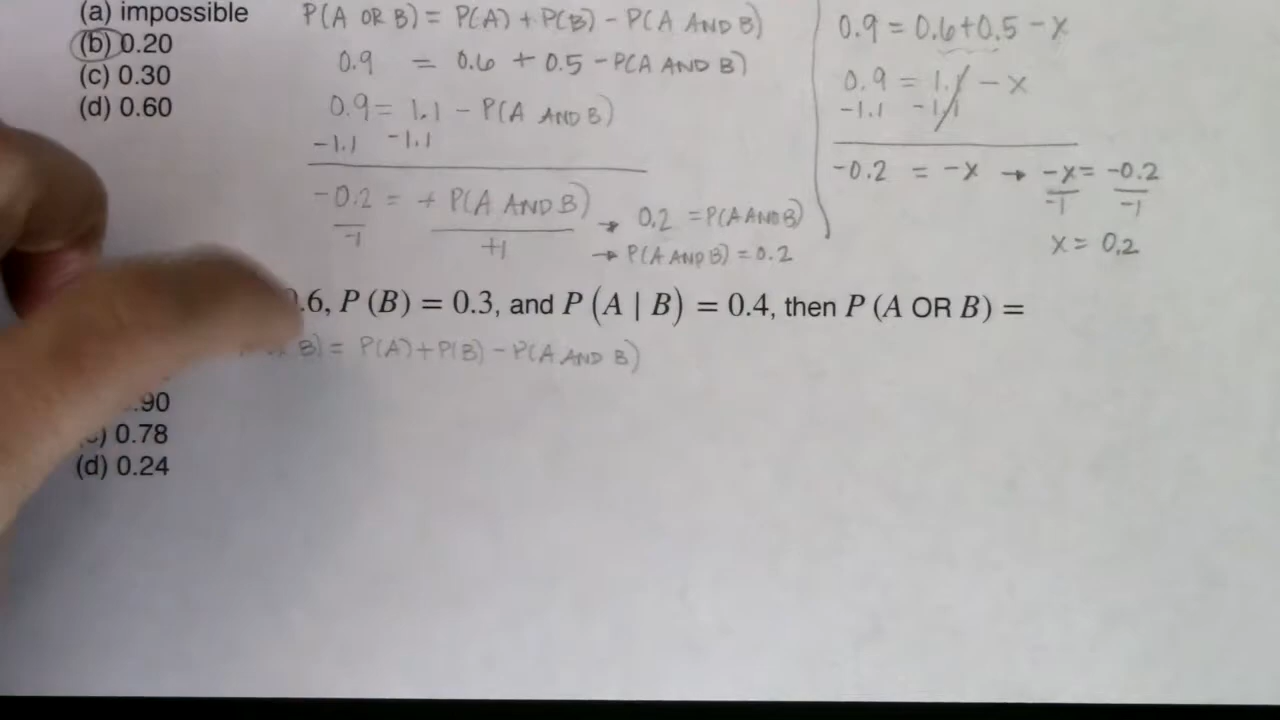 (a) impossible
(b) 0.20
(c) 0.30
(d) 0.60
P(A OR B) = P(A) + P(B) - P(A AND B)
0.9 = 0.6 + 0.5 - P(A AND B)
0.9 = 1.1 - P(A AND B)
-1.1 -1.1
-0.2 = + P(A AND B)
-1 +1
→ 0.2 = P(A AND B)
→ P(A AND B) = 0.2
0.9 = 0.6 + 0.5 - x
0.9 = 1.1 - x
-1.1 -1.1
-0.2 = -x → -x = -0.2
-1 -1
x = 0.2
.6, P (B) = 0.3, and P (A | B) = 0.4, then P (A OR B) =
B) = P(A) + P(B) - P(A AND B)
.90
) 0.78
(d) 0.24